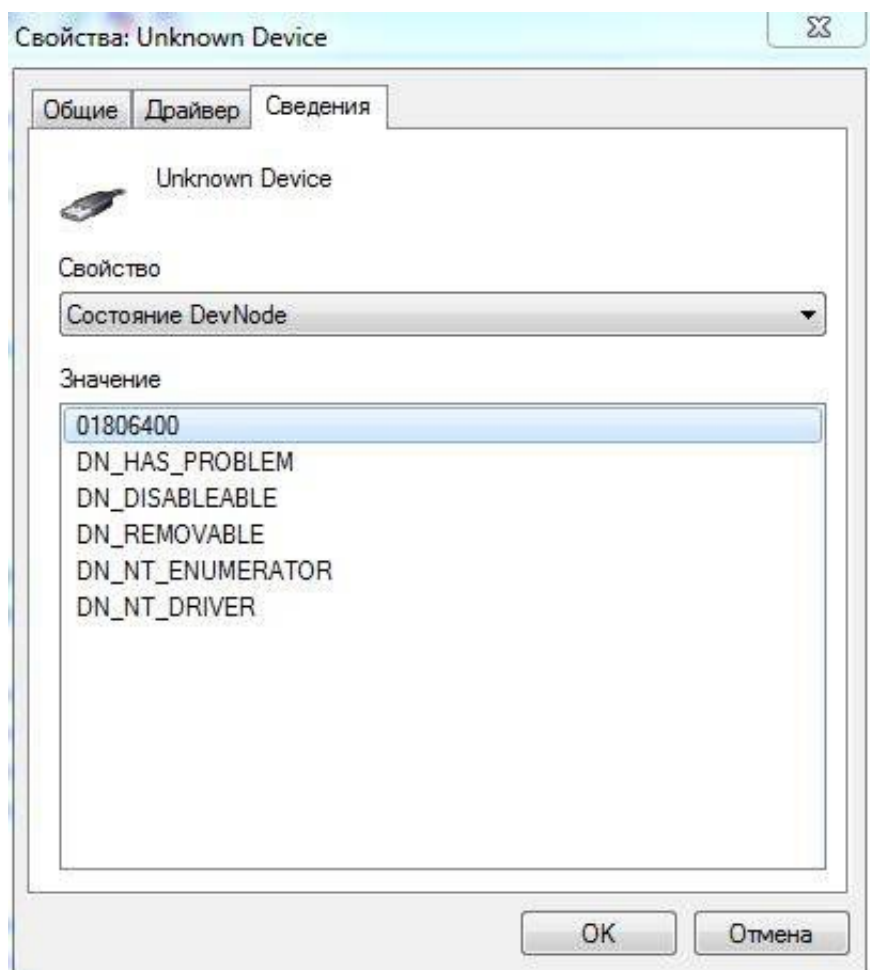 Свойства: Unknown Device
Общие Драйвер Сведения
Unknown Device
Свойство
Состояние DevNode
Значение
01806400
DN_HAS_PROBLEM
DN_DISABLEABLE
DN_REMOVABLE
DN_NT_ENUMERATOR
DN_NT_DRIVER
OK Отмена